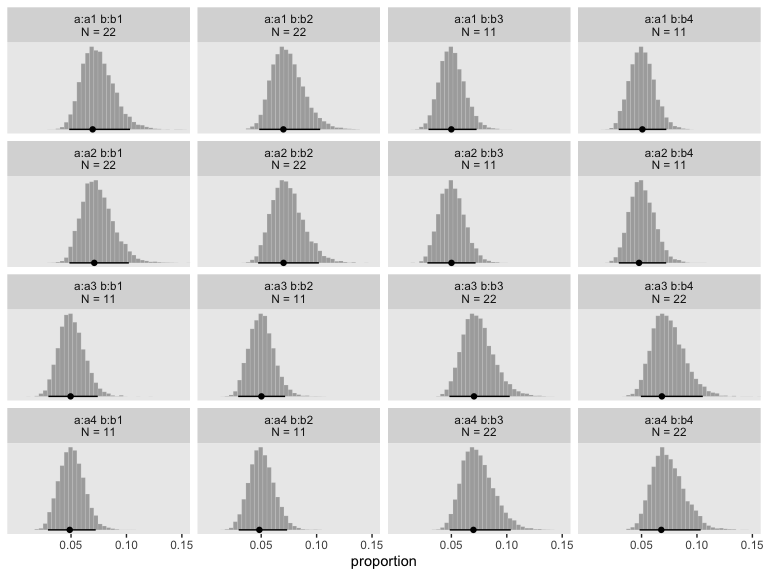 a:a1 b:b1
N = 22
a:a1 b:b2
N = 22
a:a1 b:b3
N = 11
a:a1 b:b4
N = 11
a:a2 b:b1
N = 22
a:a2 b:b2
N = 22
a:a2 b:b3
N = 11
a:a2 b:b4
N = 11
a:a3 b:b1
N = 11
a:a3 b:b2
N = 11
a:a3 b:b3
N = 22
a:a3 b:b4
N = 22
a:a4 b:b1
N = 11
a:a4 b:b2
N = 11
a:a4 b:b3
N = 22
a:a4 b:b4
N = 22
0.05 0.10 0.15 0.05 0.10 0.15 0.05 0.10 0.15 0.05 0.10 0.15
proportion